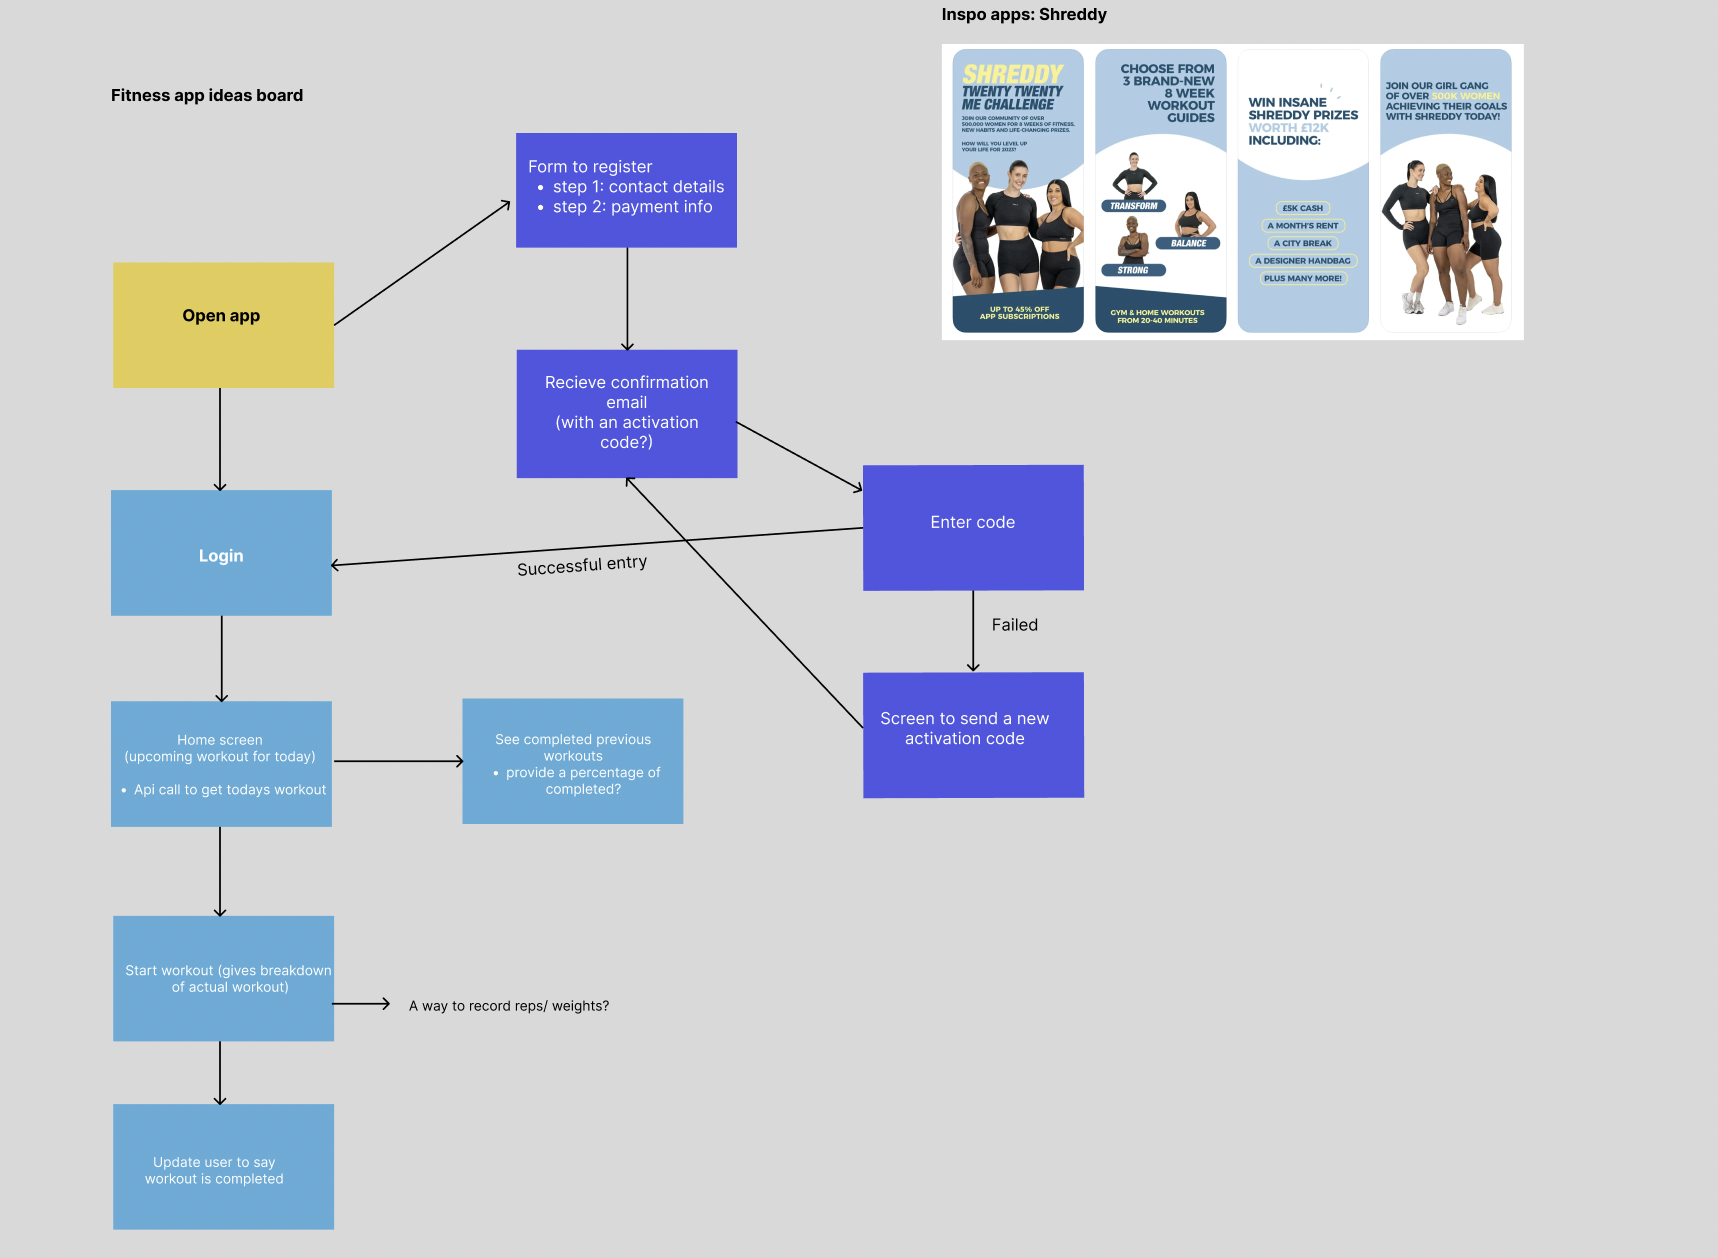 Inspo apps: Shreddy
SHREDDY
TWENTY TWENTY
ME CHALLENGE
JOIN OUR COMMUNITY OF OVER
500,000 WOMEN FOR 8 WEEKS OF FITNESS,
NEW HABITS AND LIFE-CHANGING PRIZES.
HOW WILL YOU LEVEL UP
YOUR LIFE FOR 2023?
UP TO 45% OFF
APP SUBSCRIPTIONS
CHOOSE FROM
3 BRAND-NEW
8 WEEK
WORKOUT
GUIDES
TRANSFORM
BALANCE
STRONG
GYM & HOME WORKOUTS
FROM 20-40 MINUTES
WIN INSANE
SHREDDY PRIZES
WORTH £12K
INCLUDING:
£5K CASH
A MONTH'S RENT
A CITY BREAK
A DESIGNER HANDBAG
PLUS MANY MORE!
JOIN OUR GIRL GANG
OF OVER 500K WOMEN
ACHIEVING THEIR GOALS
WITH SHREDDY TODAY!
Fitness app ideas board
Form to register
• step 1: contact details
• step 2: payment info
Open app
Recieve confirmation
email
(with an activation
code?)
Enter code
Login
Successful entry
Failed
Screen to send a new
activation code
Home screen
(upcoming workout for today)
• Api call to get todays workout
See completed previous
workouts
• provide a percentage of
completed?
Start workout (gives breakdown
of actual workout)
A way to record reps/ weights?
Update user to say
workout is completed